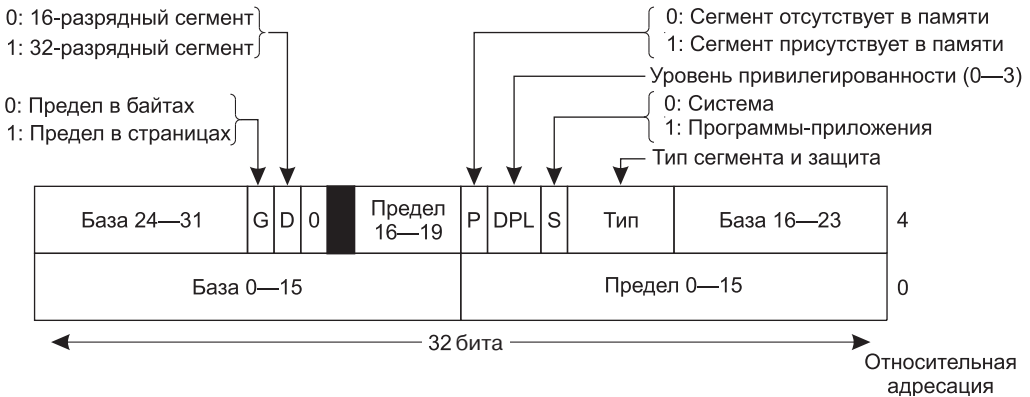 0: 16-разрядный сегмент
1: 32-разрядный сегмент
0: Предел в байтах
1: Предел в страницах
0: Сегмент отсутствует в памяти
1: Сегмент присутствует в памяти
Уровень привилегированности (0—3)
0: Система
1: Программы-приложения
Тип сегмента и защита
База 24—31
G
D
0
Предел
16—19
P
DPL
S
Тип
База 16—23
4
База 0—15
Предел 0—15
0
32 бита
Относительная
адресация